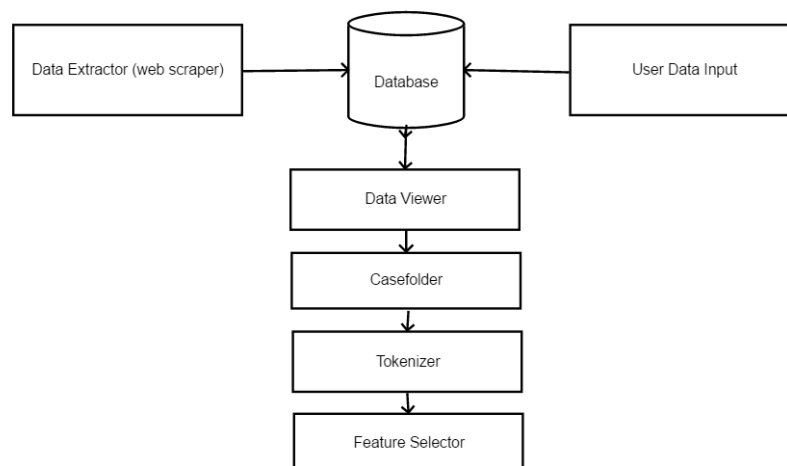 Data Extractor (web scraper)
Database
User Data Input
Data Viewer
Casefolder
Tokenizer
Feature Selector